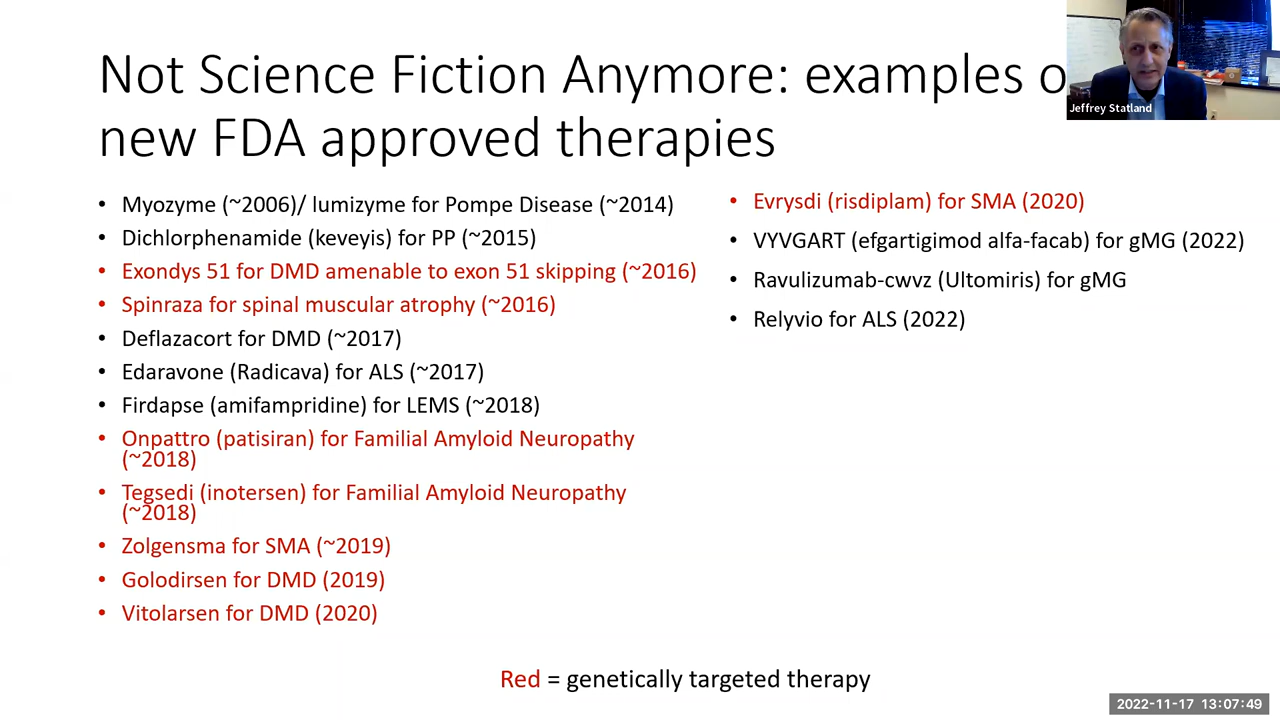 Not Science Fiction Anymore: examples o
new FDA approved therapies
Jeffrey Statland
• Myozyme (~2006)/ lumizyme for Pompe Disease (~2014)
• Dichlorphenamide (keveyis) for PP (~2015)
• Exondys 51 for DMD amenable to exon 51 skipping (~2016)
• Spinraza for spinal muscular atrophy (~2016)
• Deflazacort for DMD (~2017)
• Edaravone (Radicava) for ALS (~2017)
• Firdapse (amifampridine) for LEMS (~2018)
• Onpattro (patisiran) for Familial Amyloid Neuropathy
(~2018)
• Tegsedi (inotersen) for Familial Amyloid Neuropathy
(~2018)
• Zolgensma for SMA (~2019)
• Golodirsen for DMD (2019)
• Vitolarsen for DMD (2020)
• Evrysdi (risdiplam) for SMA (2020)
• VYVGART (efgartigimod alfa-facab) for gMG (2022)
• Ravulizumab-cwvz (Ultomiris) for gMG
• Relyvio for ALS (2022)
Red = genetically targeted therapy
2022-11-17 13:07:49